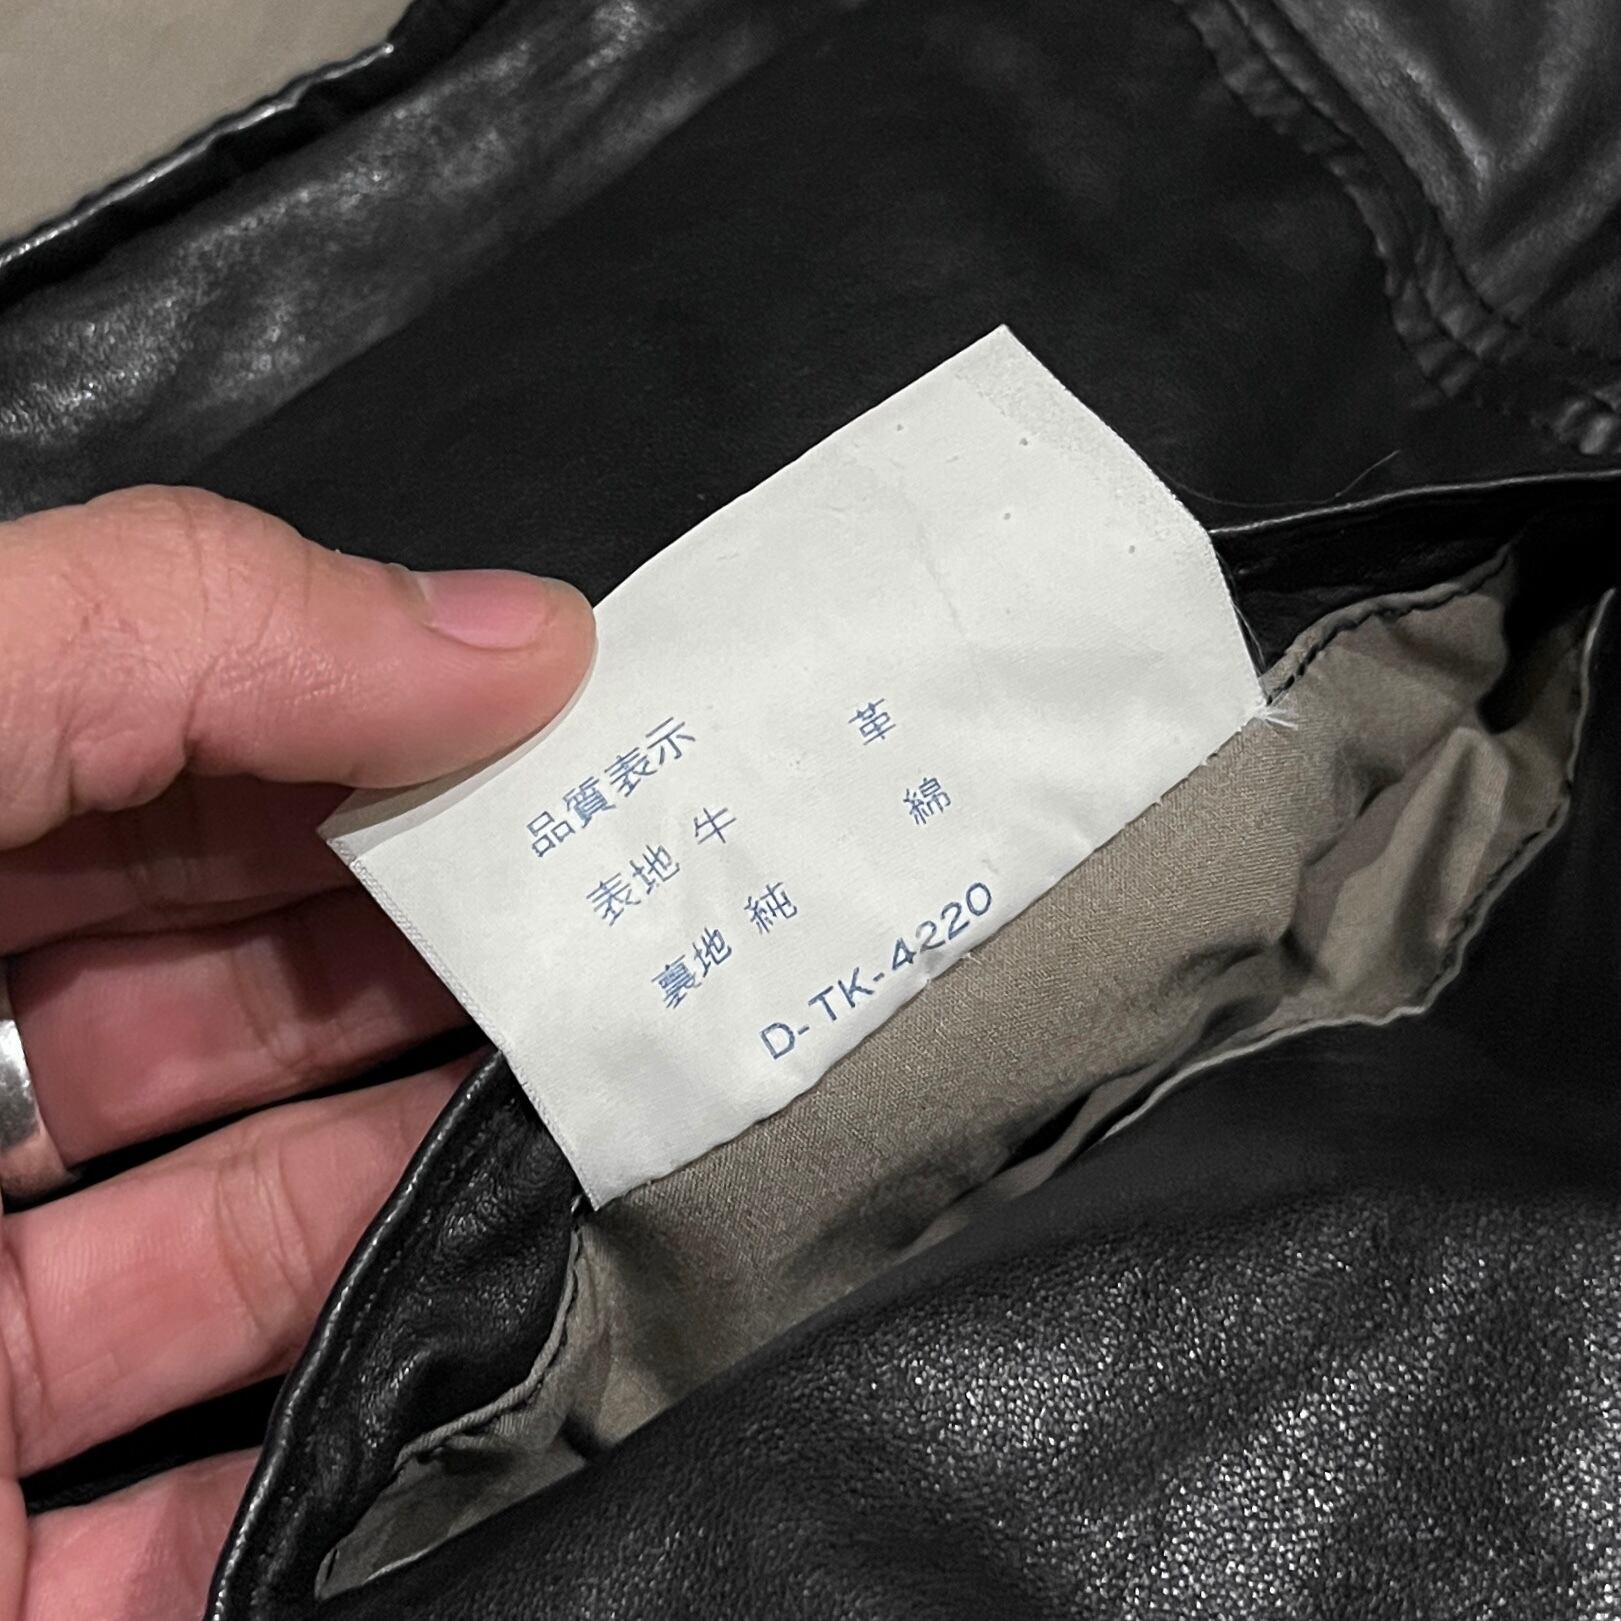 品質表示
表地 牛 革
裏地 純 綿
D-TK-4220